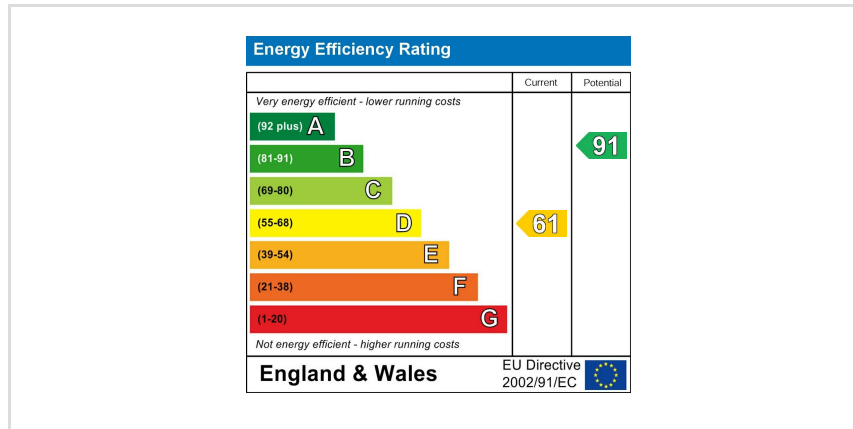 Energy Efficiency Rating
Current Potential
Very energy efficient - lower running costs
(92 plus) A
(81-91) B
91
(69-80) C
(55-68) D
61
(39-54) E
(21-38) F
(1-20) G
Not energy efficient - higher running costs
England & Wales
EU Directive
2002/91/EC